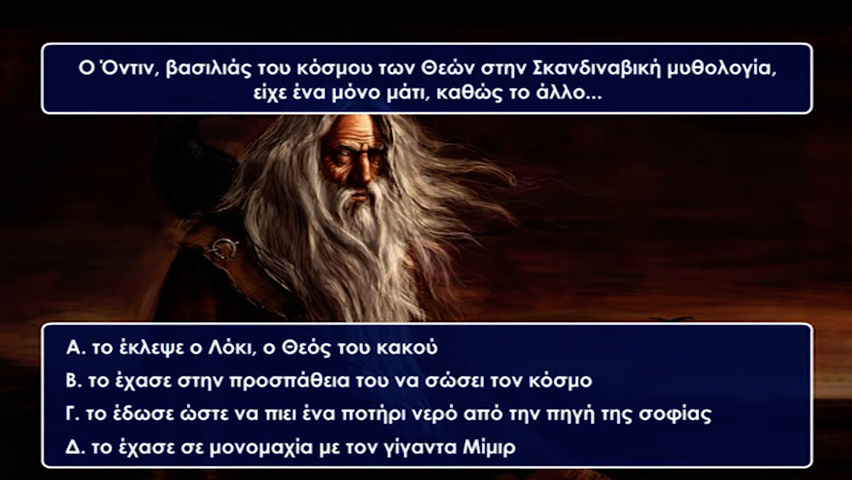 Ο Όντιν, βασιλιάς του κόσμου των Θεών στην Σκανδιναβική μυθολογία,
είχε ένα μόνο μάτι, καθώς το άλλο...
Α. το έκλεψε ο Λόκι, ο Θεός του κακού
Β. το έχασε στην προσπάθεια του να σώσει τον κόσμο
Γ. το έδωσε ώστε να πιει ένα ποτήρι νερό από την πηγή της σοφίας
Δ. το έχασε σε μονομαχία με τον γίγαντα Μίμιρ